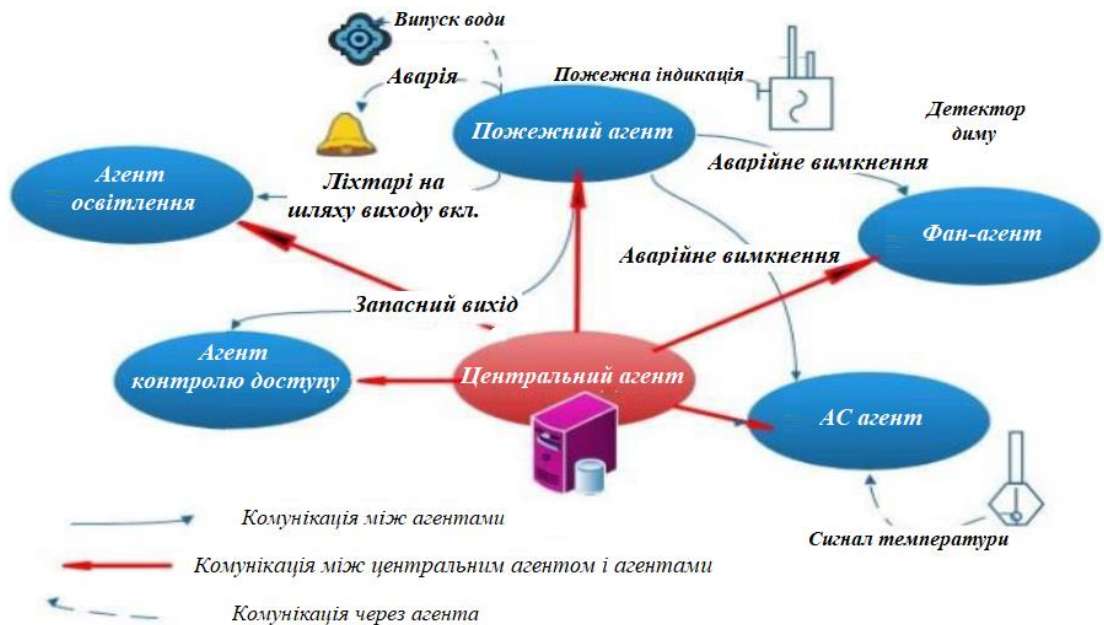 Випуск води
Аварія
Пожежна індикація
Детектор
диму
Пожежний агент
Аварійне вимкнення
Агент
освітлення
Ліхтарі на
шляху виходу вкл.
Фан-агент
Аварійне вимкнення
Запасний вихід
Агент
контролю доступу
Центральний агент
АС агент
Сигнал температури
Комунікація між агентами
Комунікація між центральним агентом і агентами
Комунікація через агента